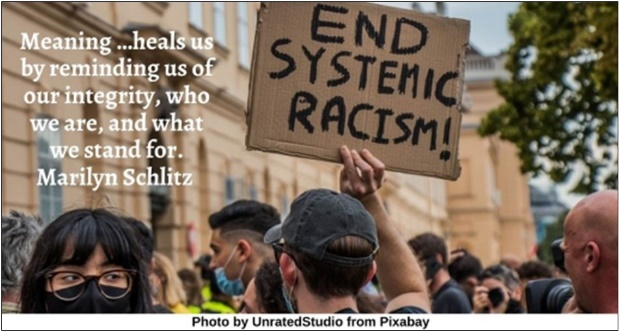 Meaning ...heals us
by reminding us of
our integrity, who
we are, and what
we stand for.
Marilyn Schlitz
END
SYSTEMIC
RACISM!
Photo by UnratedStudio from Pixabay